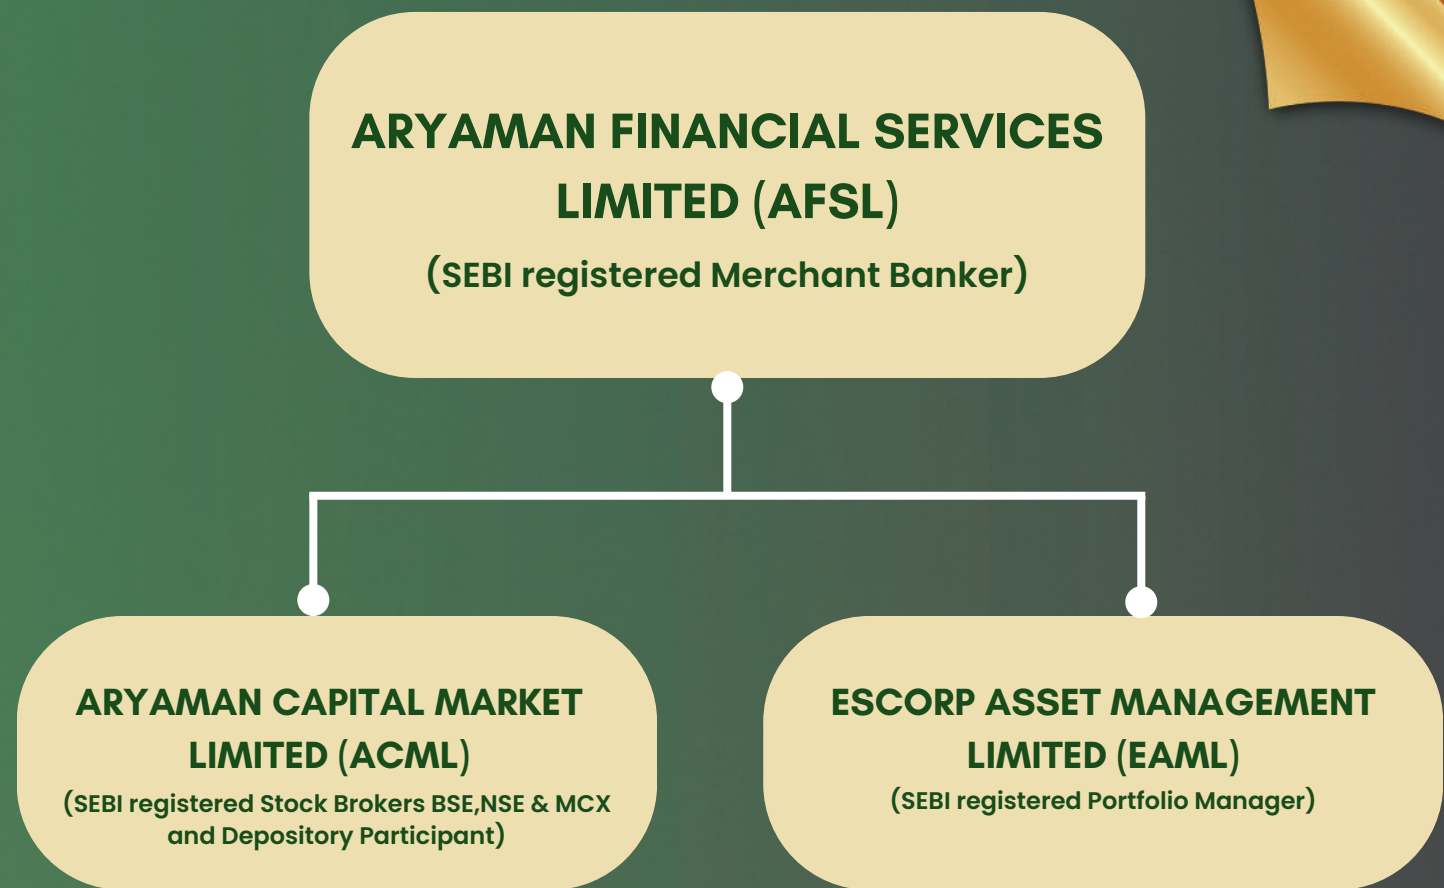 ARYAMAN FINANCIAL SERVICES
LIMITED (AFSL)
(SEBI registered Merchant Banker)
ARYAMAN CAPITAL MARKET
LIMITED (ACML)
(SEBI registered Stock Brokers BSE,NSE & MCX
and Depository Participant)
ESCORP ASSET MANAGEMENT
LIMITED (EAML)
(SEBI registered Portfolio Manager)